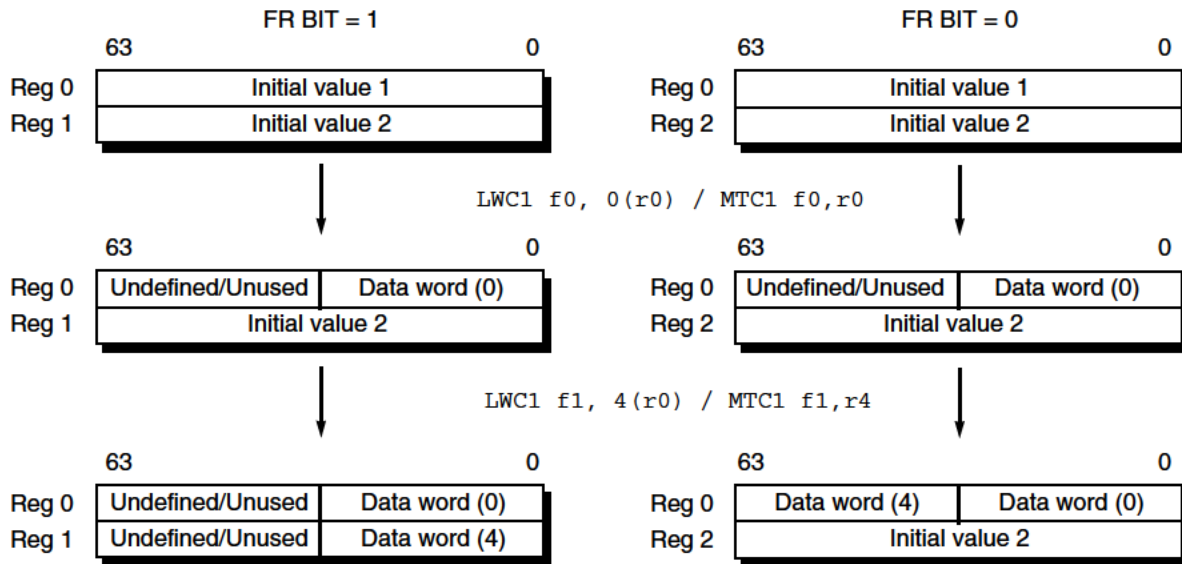 FR BIT = 1 FR BIT = 0
63 0 63 0
Reg 0 Initial value 1 Reg 0 Initial value 1
Reg 1 Initial value 2 Reg 2 Initial value 2
LWC1 f0, 0(r0) / MTC1 f0,r0
63 0 63 0
Reg 0 Undefined/Unused Data word (0) Reg 0 Undefined/Unused Data word (0)
Reg 1 Initial value 2 Reg 2 Initial value 2
LWC1 f1, 4(r0) / MTC1 f1,r4
63 0 63 0
Reg 0 Undefined/Unused Data word (0) Reg 0 Data word (4) Data word (0)
Reg 1 Undefined/Unused Data word (4) Reg 2 Initial value 2